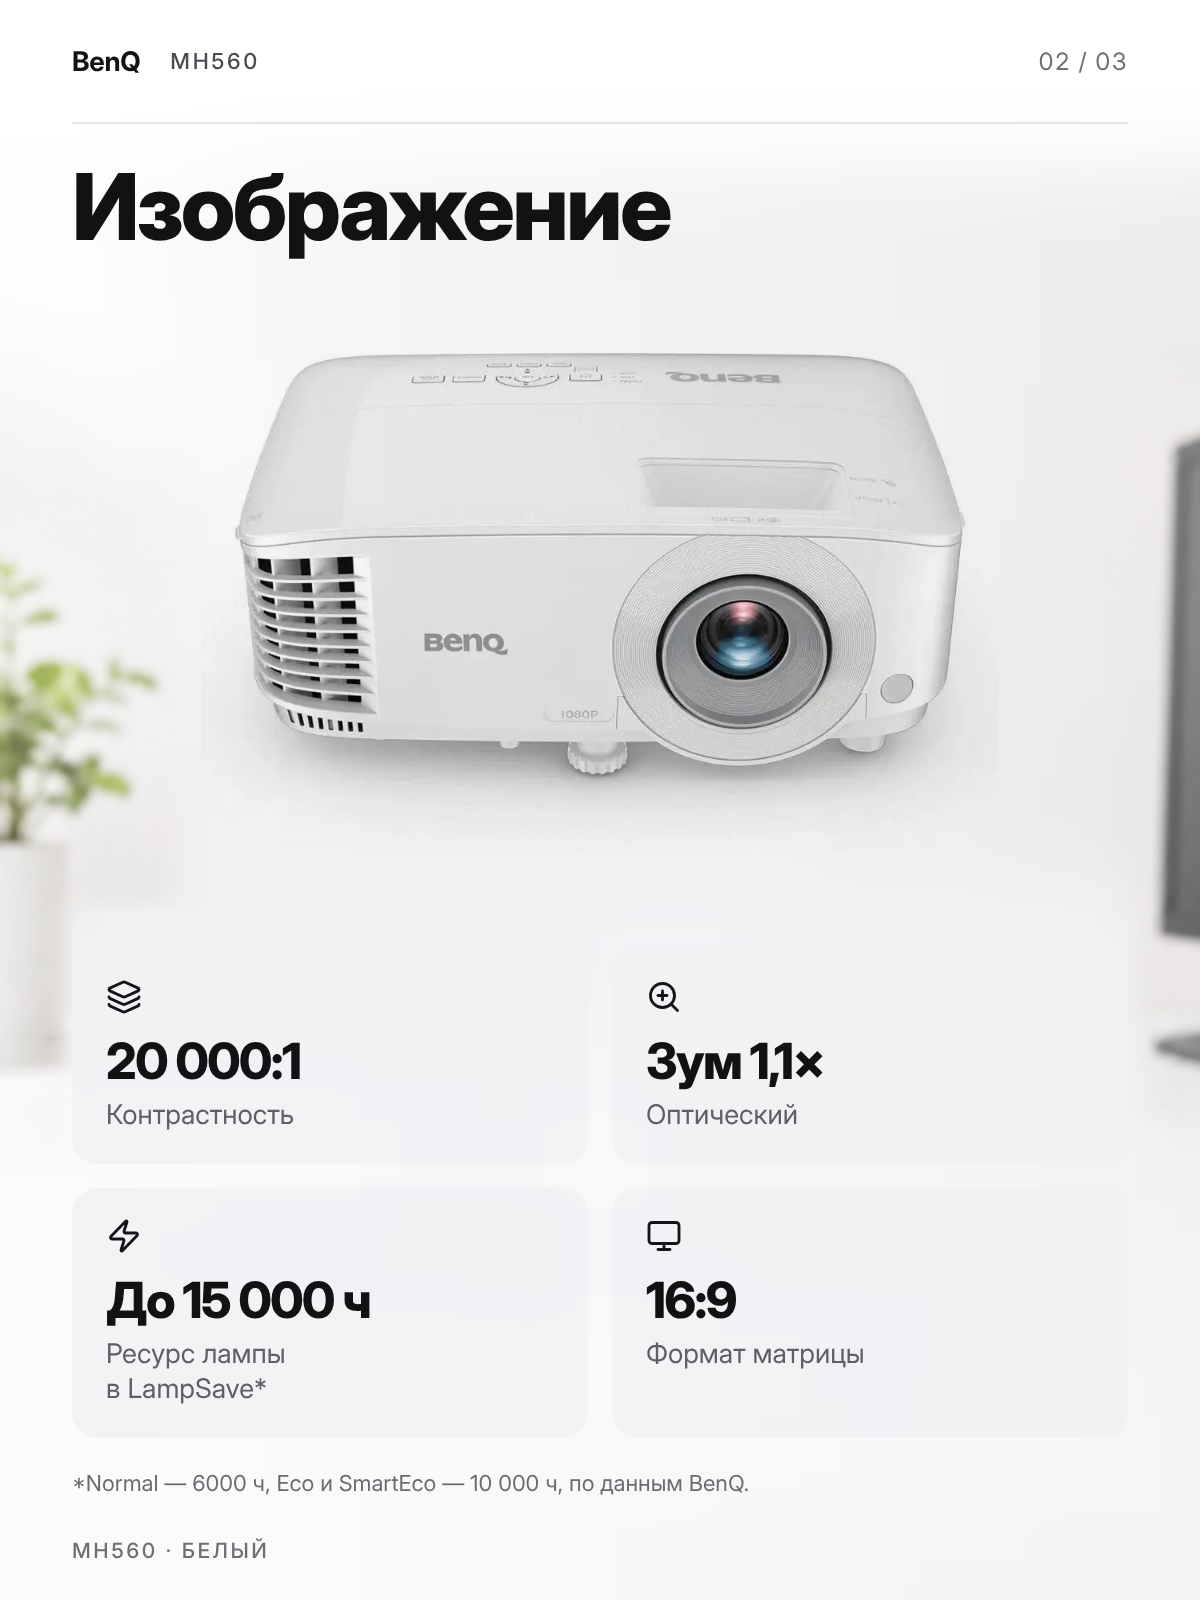 BenQ MH560 02 / 03
Изображение
BenQ
BenQ
1080P
20 000:1
Контрастность
Зум 1,1×
Оптический
До 15 000 ч
Ресурс лампы
в LampSave*
16:9
Формат матрицы
*Normal — 6000 ч, Eco и SmartEco — 10 000 ч, по данным BenQ.
MH560 · БЕЛЫЙ